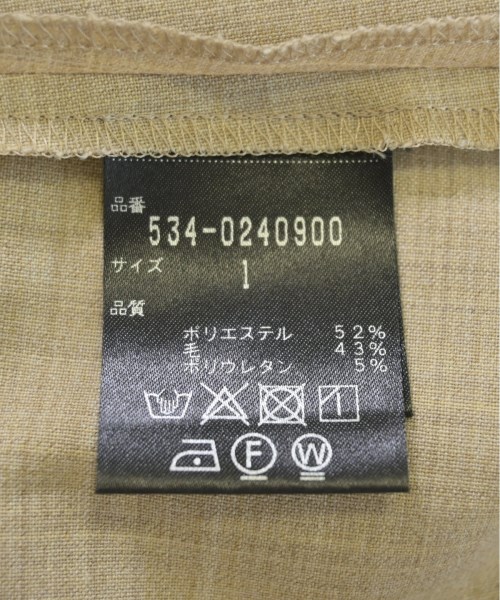 品番
534-0240900
サイズ
1
品質
ポリエステル 52%
毛 43%
ポリウレタン 5%
F W